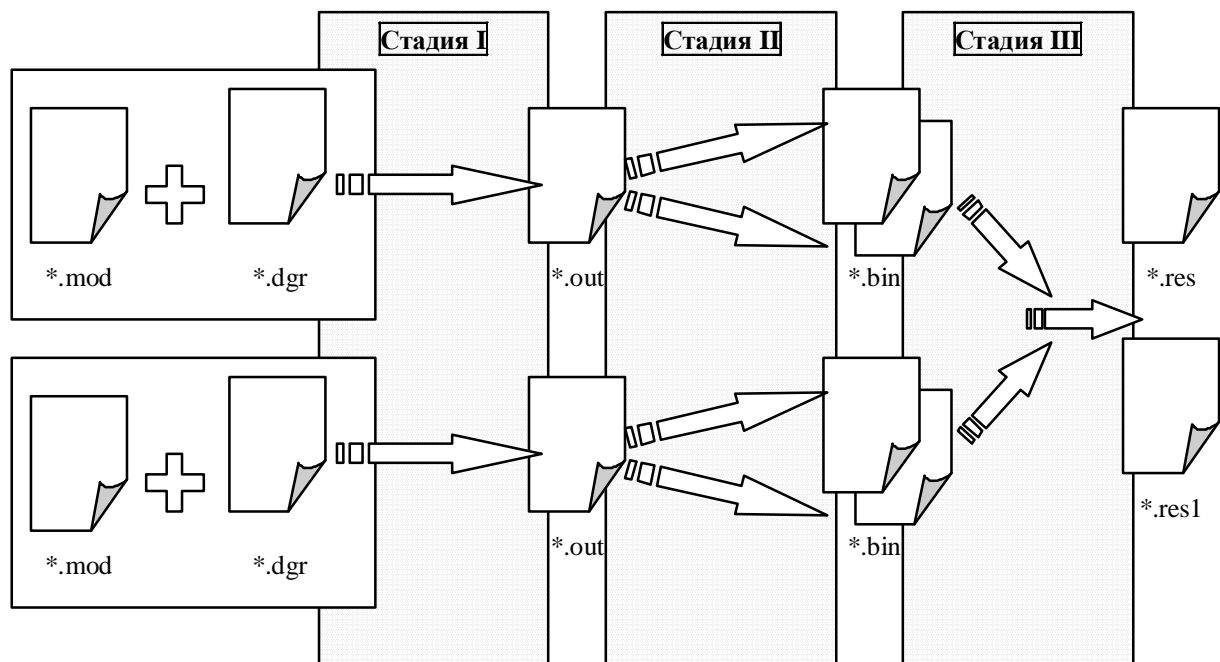 Стадия I
Стадия II
Стадия III
*.mod
*.dgr
*.out
*.bin
*.res
*.mod
*.dgr
*.out
*.bin
*.res1